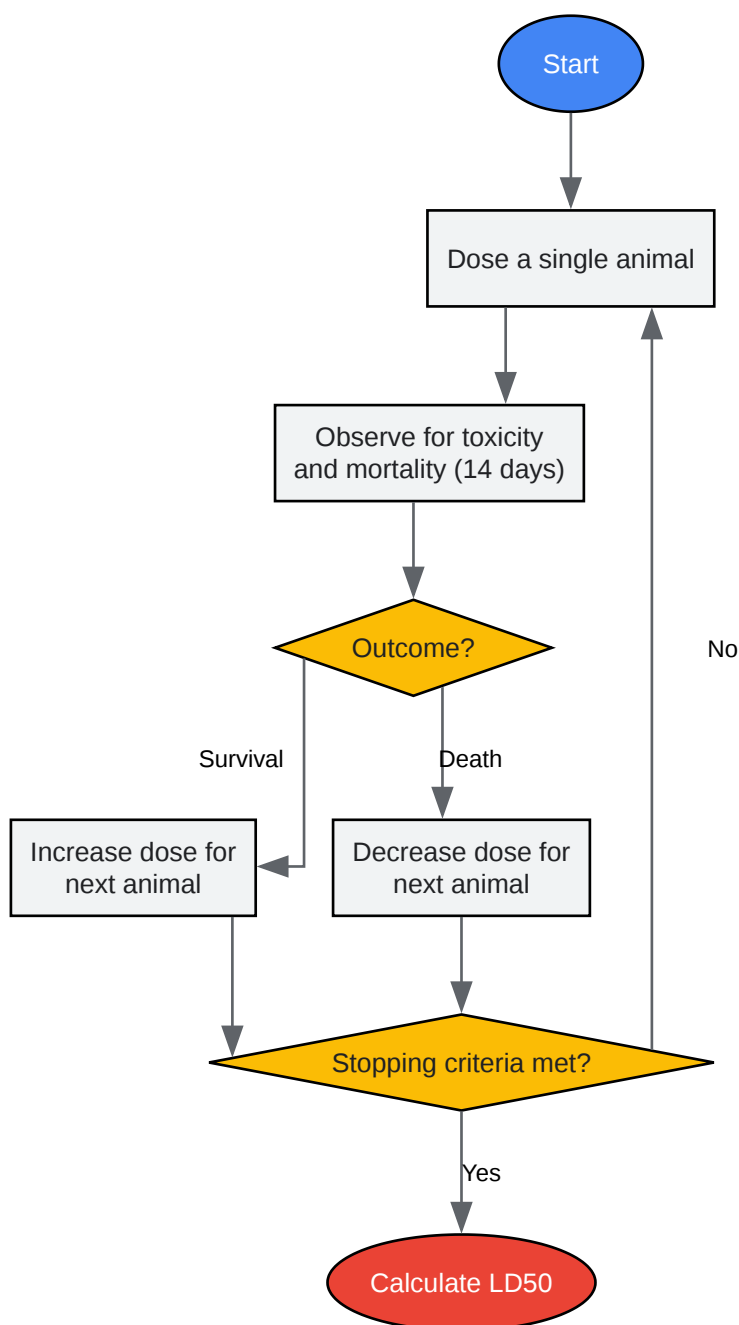 Start
Dose a single animal
Observe for toxicity
and mortality (14 days)
Outcome?
No
Survival
Death
Increase dose for
next animal
Decrease dose for
next animal
Stopping criteria met?
Yes
Calculate LD50